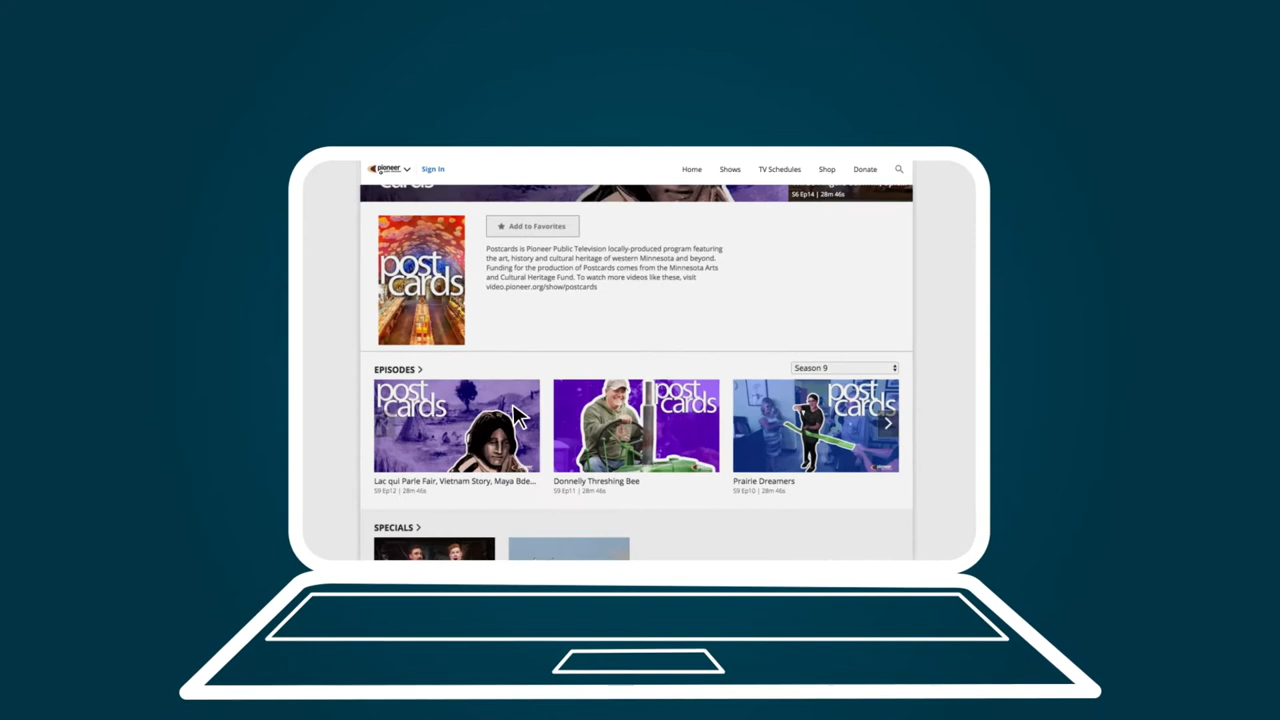 pioneer
Sign In
Home
Shows
TV Schedules
Shop
Donate
cards
S6 Ep14 | 28m 46s
post
cards
Add to Favorites
Postcards is Pioneer Public Television locally-produced program featuring
the art, history and cultural heritage of western Minnesota and beyond.
Funding for the production of Postcards comes from the Minnesota Arts
and Cultural Heritage Fund. To watch more videos like these, visit
video.pioneer.org/show/postcards
EPISODES
Season 9
post
cards
post
cards
post
cards
Lac qui Parle Fair, Vietnam Story, Maya Bde...
S9 Ep12 | 28m 46s
Donnelly Threshing Bee
S9 Ep11 | 28m 46s
Prairie Dreamers
S9 Ep10 | 28m 46s
SPECIALS